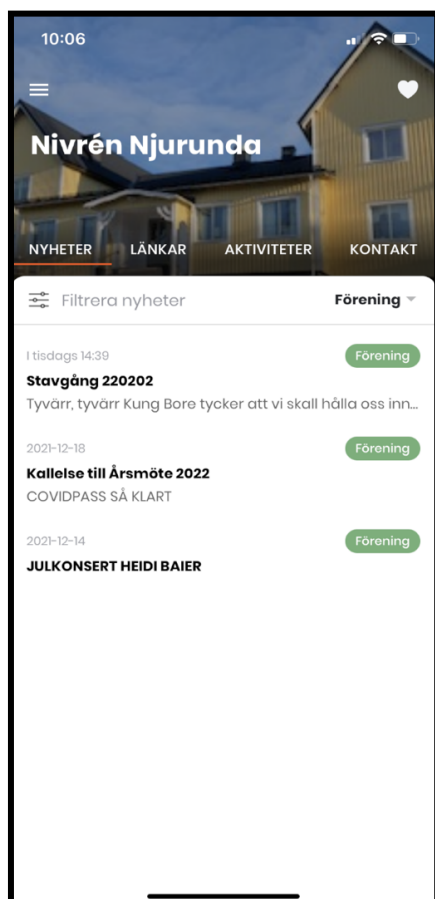 10:06
Nivrén Njurunda
NYHETER LÄNKAR AKTIVITETER KONTAKT
Filtrera nyheter Förening
I tisdags 14:39 Förening
Stavgång 220202
Tyvärr, tyvärr Kung Bore tycker att vi skall hålla oss inn...
2021-12-18 Förening
Kallelse till Årsmöte 2022
COVIDPASS SÅ KLART
2021-12-14 Förening
JULKONSERT HEIDI BAIER